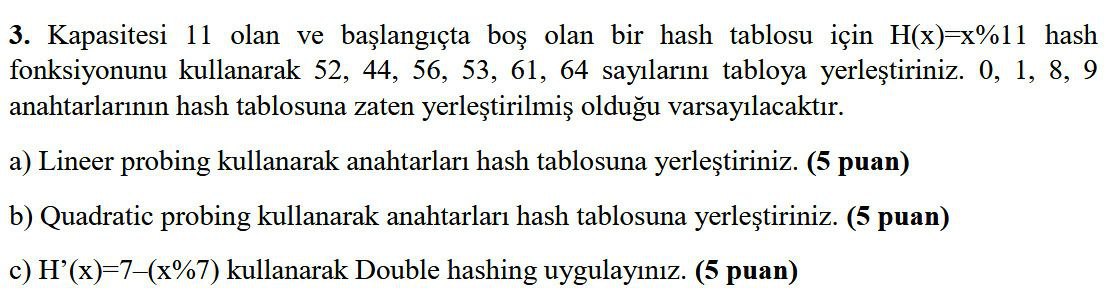 3. Kapasitesi 11 olan ve başlangıçta boş olan bir hash tablosu için H(x)=x%11 hash
fonksiyonunu kullanarak 52, 44, 56, 53, 61, 64 sayılarını tabloya yerleştiriniz. 0, 1, 8, 9
anahtarlarının hash tablosuna zaten yerleştirilmiş olduğu varsayılacaktır.
a) Lineer probing kullanarak anahtarları hash tablosuna yerleştiriniz. (5 puan)
b) Quadratic probing kullanarak anahtarları hash tablosuna yerleştiriniz. (5 puan)
c) H’(x)=7–(x%7) kullanarak Double hashing uygulayınız. (5 puan)